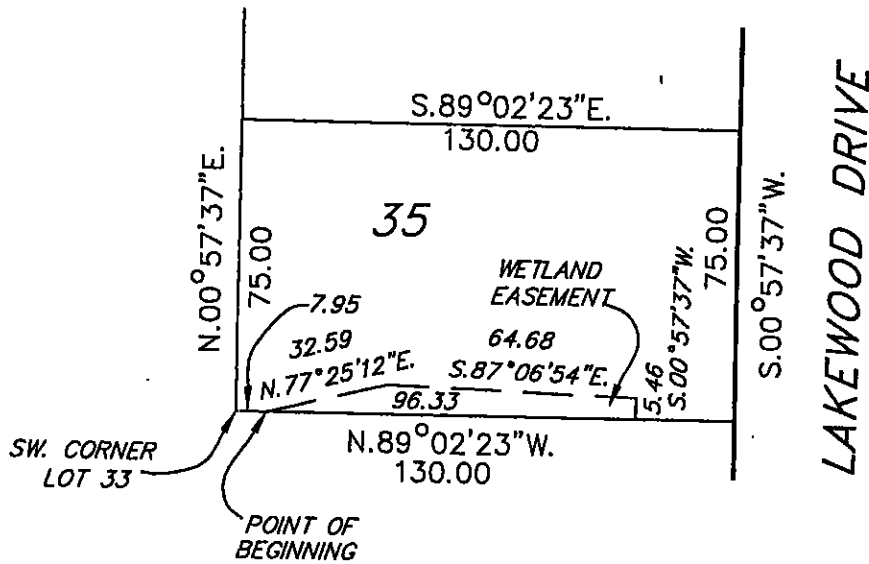 S.89°02'23"E.
130.00
LAKEWOOD DRIVE
N.00°57'37"E.
75.00
35
75.00
S.00°57'37"W.
WETLAND
EASEMENT
7.95
32.59
N.77°25'12"E.
64.68
S.87°06'54"E.
5.46
S.00°57'37"W.
96.33
N.89°02'23"W.
130.00
SW. CORNER
LOT 33
POINT OF
BEGINNING